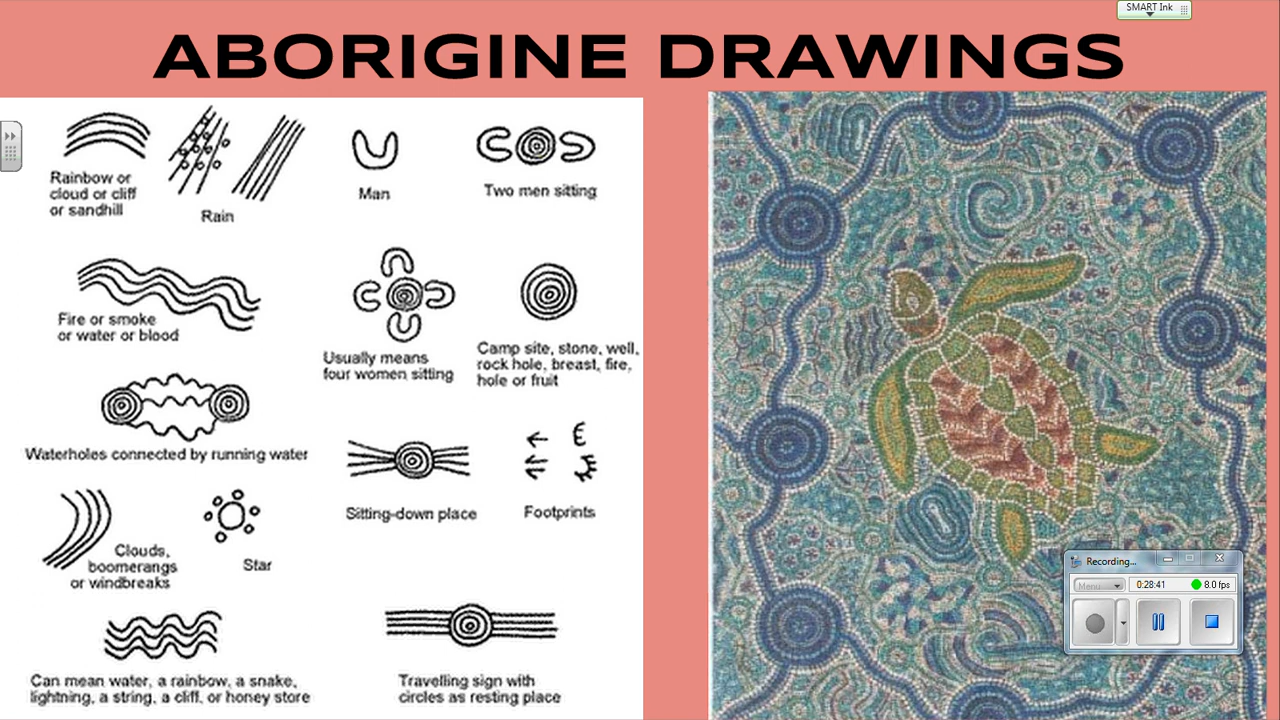 SMART Ink
ABORIGINE DRAWINGS
Rainbow or
cloud or cliff
or sandhill
Rain
Man
Two men sitting
Fire or smoke
or water or blood
Usually means
four women sitting
Camp site, stone, well,
rock hole, breast, fire,
hole or fruit
Waterholes connected by running water
Sitting-down place
Footprints
Clouds,
boomerangs
or windbreaks
Star
Can mean water, a rainbow, a snake,
lightning, a string, a cliff, or honey store
Travelling sign with
circles as resting place
Recording...
Menu
0:28:41
8.0 fps